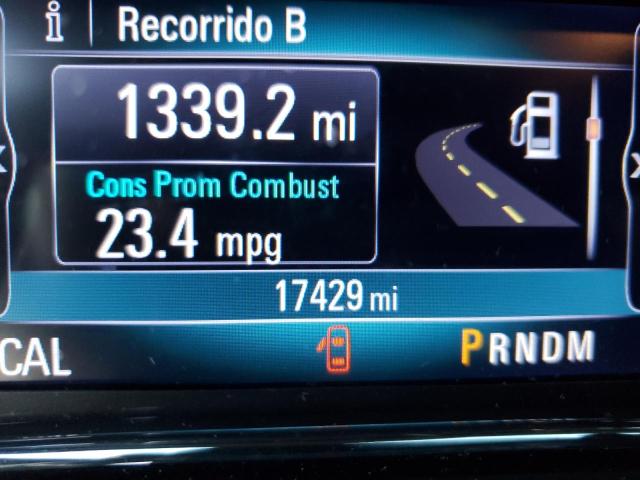 i Recorrido B
1339.2 mi
Cons Prom Combust
23.4 mpg
17429 mi
CAL
PRNDM